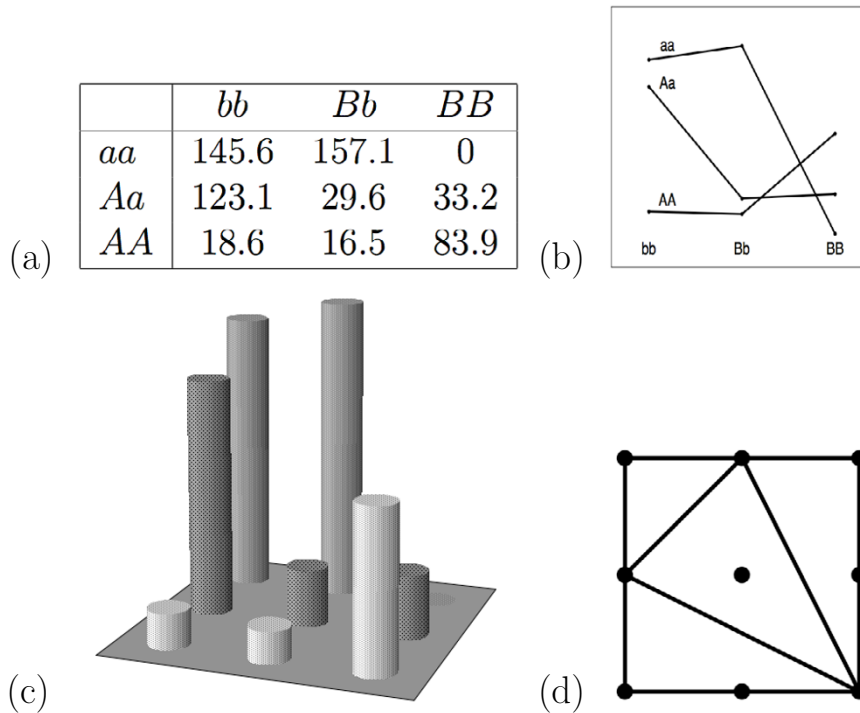 bb Bb BB
aa 145.6 157.1 0
Aa 123.1 29.6 33.2
AA 18.6 16.5 83.9
(a)
aa
Aa
AA
bb Bb BB
(b)
(c)
(d)